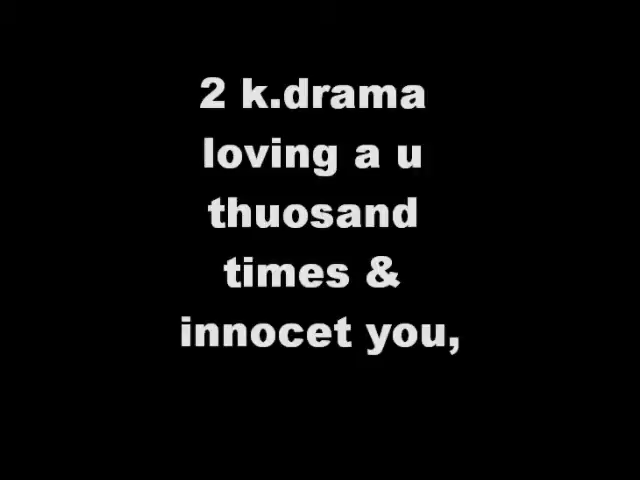 2 k.drama
loving a u
thuosand
times &
innocet you,